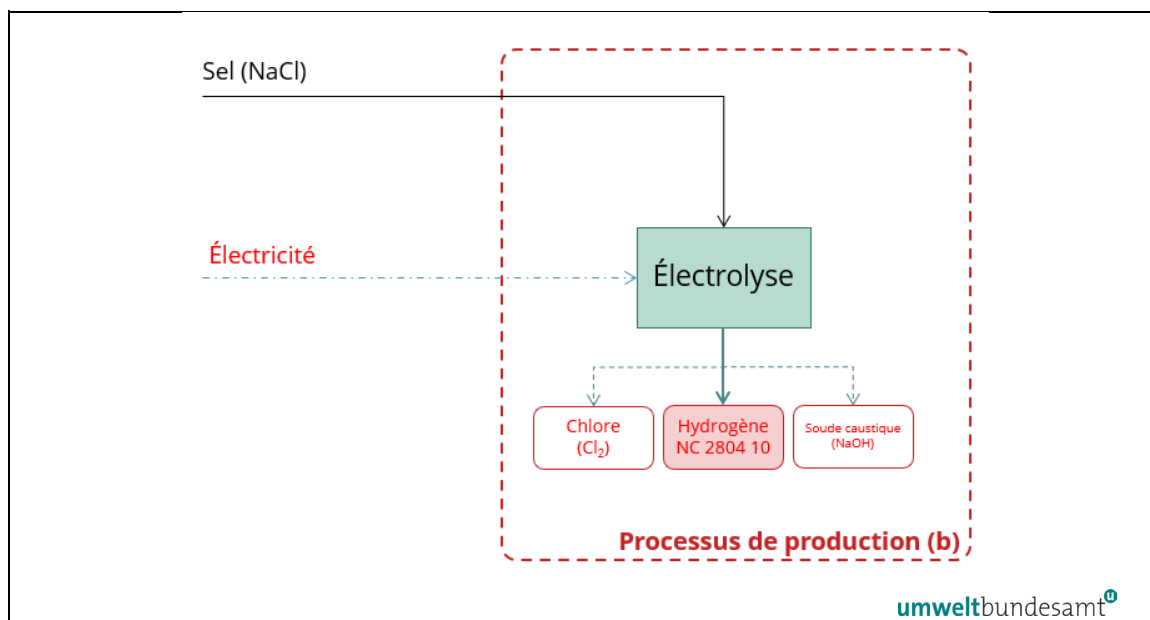 Sel (NaCl)
Électricité
Électrolyse
Chlore
(Cl₂)
Hydrogène
NC 2804 10
Soude caustique
(NaOH)
Processus de production (b)
umweltbundesamt
u